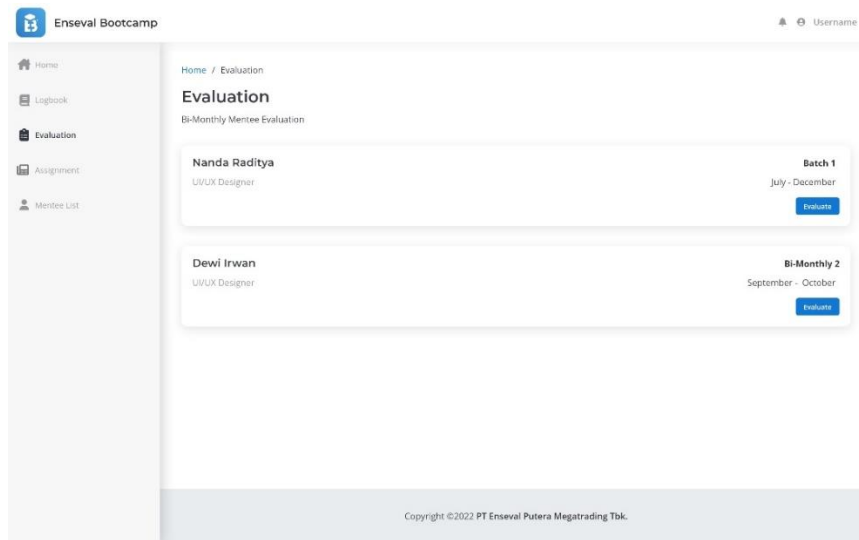 Enseval Bootcamp
Username
Home
Logbook
Evaluation
Assignment
Mentee List
Home / Evaluation
Evaluation
Bi-Monthly Mentee Evaluation
Nanda Raditya
Batch 1
UI/UX Designer
July - December
Evaluate
Dewi Irwan
Bi-Monthly 2
UI/UX Designer
September - October
Evaluate
Copyright ©2022 PT Enseval Putera Megatrading Tbk.